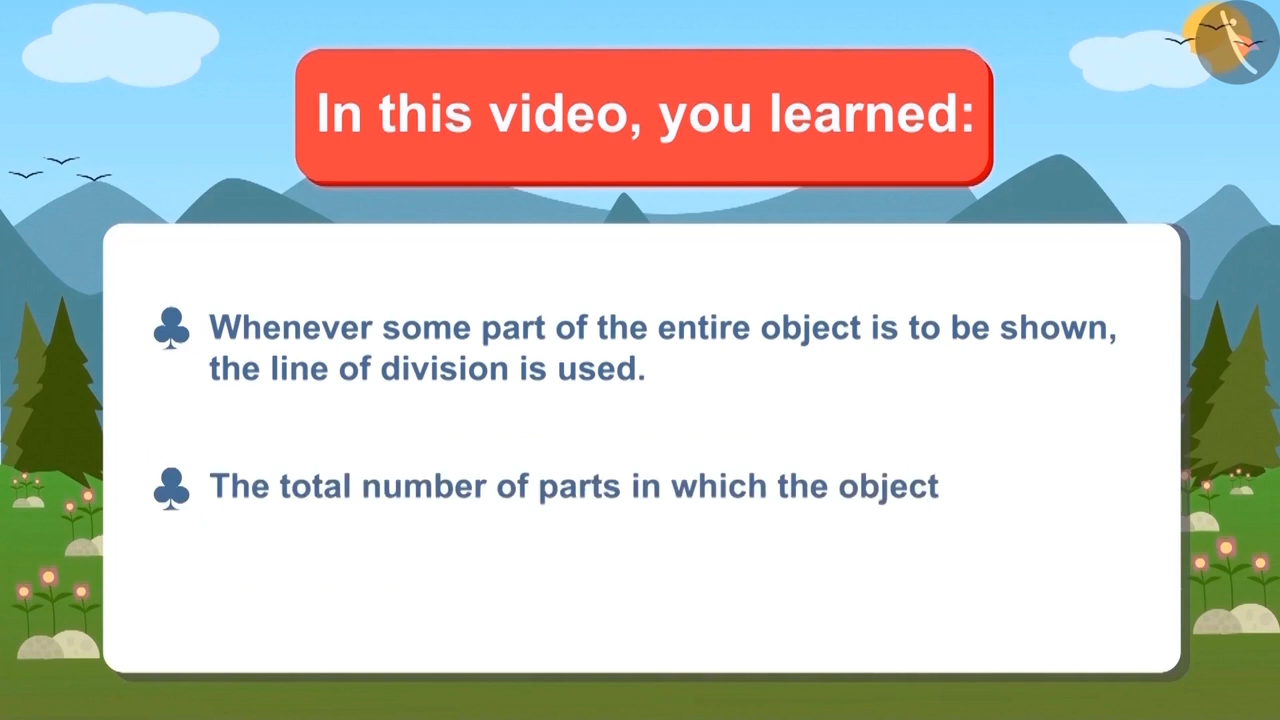 In this video, you learned:
Whenever some part of the entire object is to be shown,
the line of division is used.
The total number of parts in which the object